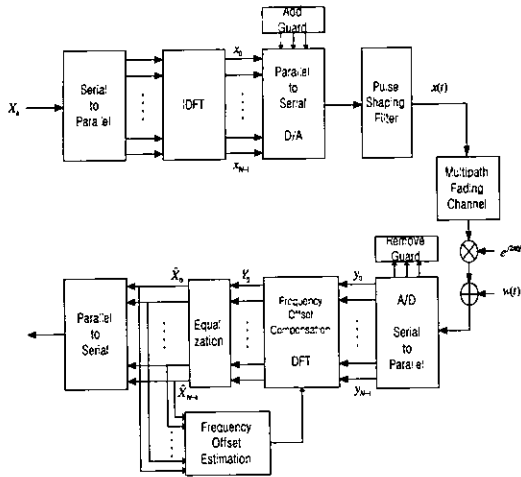 Add
Guard
X_k
Serial
to
Parallel
IDFT
x_0
x_{N-1}
Parallel
to
Serial
D/A
Pulse
Shaping
Filter
x(t)
Multipath
Fading
Channel
w(t)
Remove
Guard
A/D
Serial
to
Parallel
y_0
y_{N-1}
Frequency
Offset
Compensation
DFT
Y_0
Equal
zation
X̂_0
X̂_{N-1}
Parallel
to
Serial
Frequency
Offset
Estimation